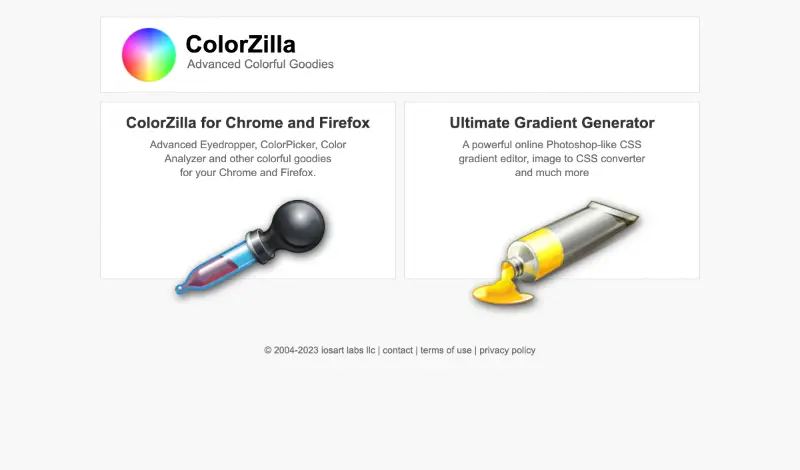 ColorZilla
Advanced Colorful Goodies
ColorZilla for Chrome and Firefox
Advanced Eyedropper, ColorPicker, Color
Analyzer and other colorful goodies
for your Chrome and Firefox.
Ultimate Gradient Generator
A powerful online Photoshop-like CSS
gradient editor, image to CSS converter
and much more
© 2004-2023 iosart labs llc | contact | terms of use | privacy policy